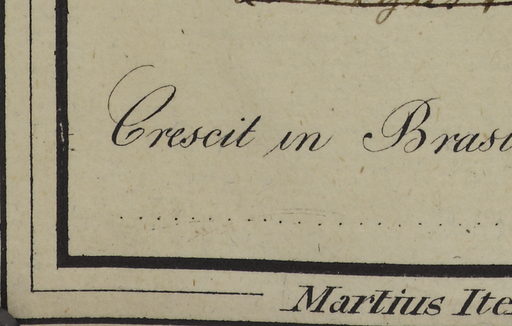 Crescit in Bras
Martius Ite